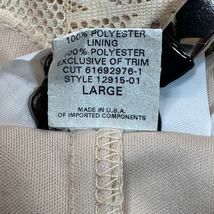 100% POLYESTER
LINING
100% POLYESTER
EXCLUSIVE OF TRIM
CUT 61692976-1
STYLE 12915-01
LARGE
MADE IN U.S.A.
OF IMPORTED COMPONENTS